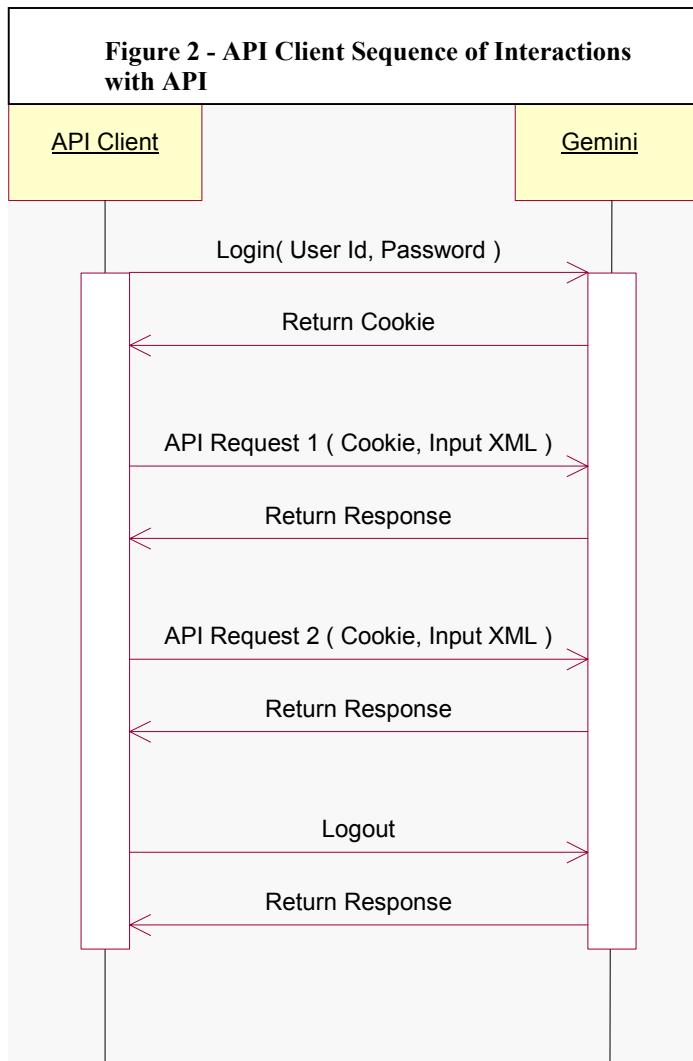 Figure 2 - API Client Sequence of Interactions
with API
API Client
Gemini
Login( User Id, Password )
Return Cookie
API Request 1 ( Cookie, Input XML )
Return Response
API Request 2 ( Cookie, Input XML )
Return Response
Logout
Return Response